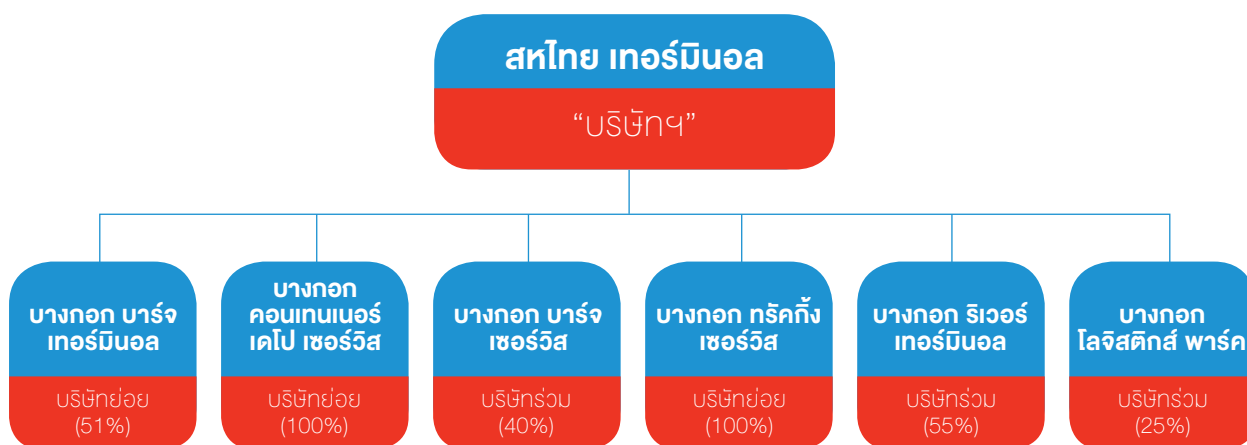 สหไทย เทอร์มินอล
“บริษัทฯ”
บางกอก บาร์จ
เทอร์มินอล
บริษัทย่อย
(51%)
บางกอก
คอนเทนเนอร์
เดโป เซอร์วิส
บริษัทย่อย
(100%)
บางกอก บาร์จ
เซอร์วิส
บริษัทร่วม
(40%)
บางกอก ทรัคกิ้ง
เซอร์วิส
บริษัทย่อย
(100%)
บางกอก ริเวอร์
เทอร์มินอล
บริษัทร่วม
(55%)
บางกอก
โลจิสติกส์ พาร์ค
บริษัทร่วม
(25%)